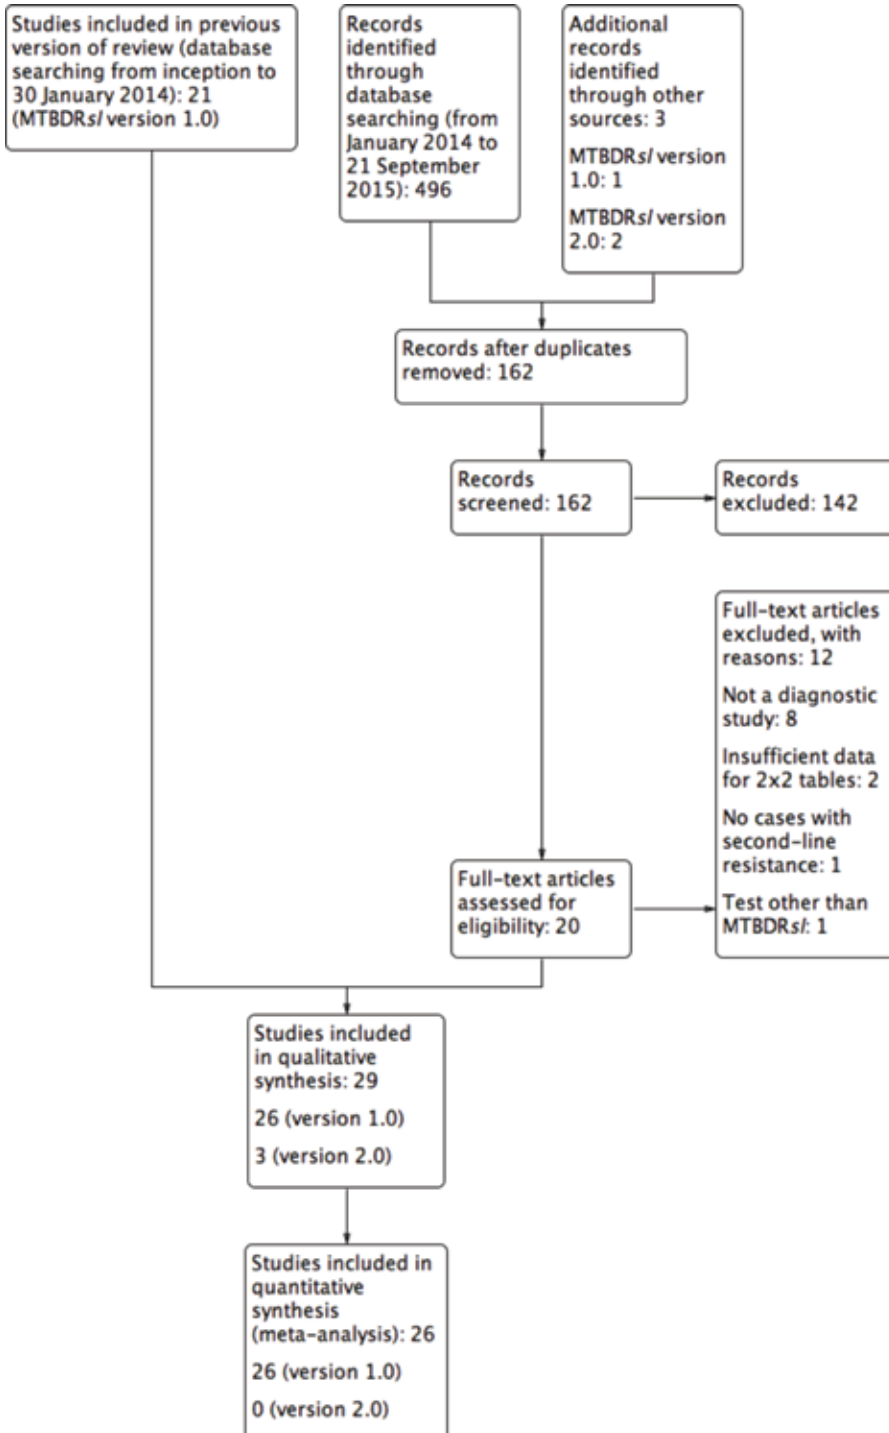 Studies included in previous
version of review (database
searching from inception to
30 January 2014): 21
(MTBDRsl version 1.0)
Records
identified
through
database
searching (from
January 2014 to
21 September
2015): 496
Additional
records
identified
through other
sources: 3
MTBDRsl version
1.0: 1
MTBDRsl version
2.0: 2
Records after duplicates
removed: 162
Records
screened: 162
Records
excluded: 142
Full-text articles
assessed for
eligibility: 20
Full-text articles
excluded, with
reasons: 12
Not a diagnostic
study: 8
Insufficient data
for 2x2 tables: 2
No cases with
second-line
resistance: 1
Test other than
MTBDRsl: 1
Studies included
in qualitative
synthesis: 29
26 (version 1.0)
3 (version 2.0)
Studies included in
quantitative
synthesis
(meta-analysis): 26
26 (version 1.0)
0 (version 2.0)